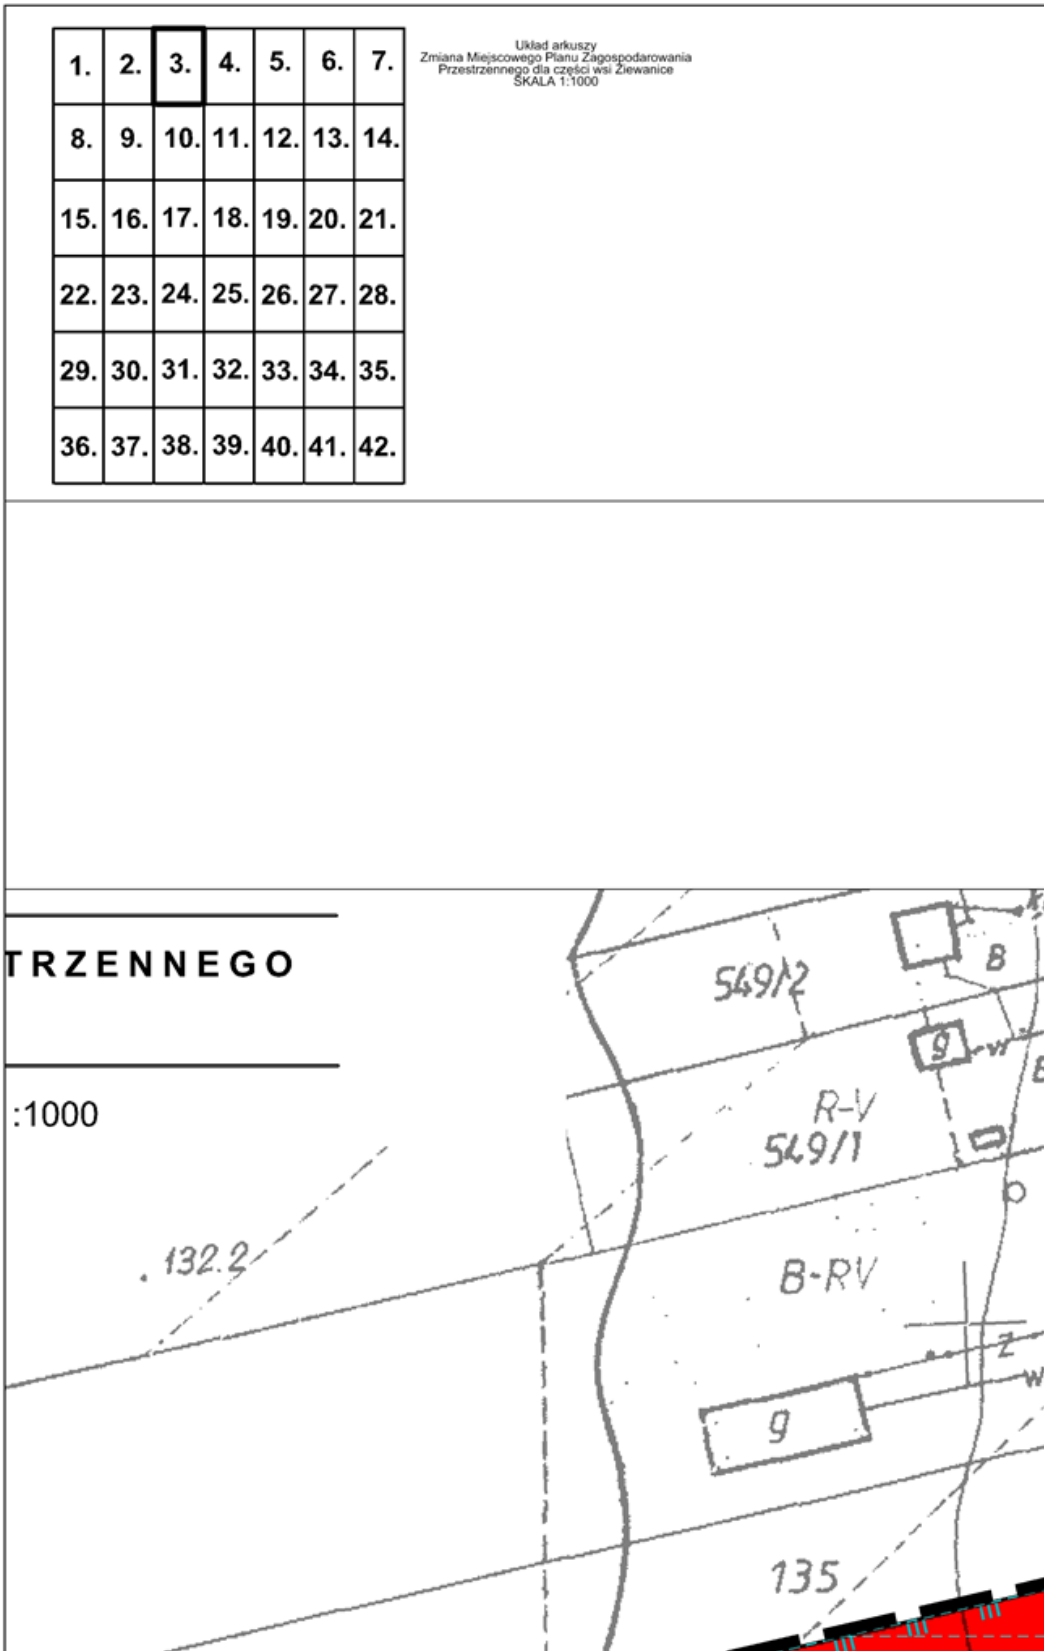 1. 2. 3. 4. 5. 6. 7.
8. 9. 10. 11. 12. 13. 14.
15. 16. 17. 18. 19. 20. 21.
22. 23. 24. 25. 26. 27. 28.
29. 30. 31. 32. 33. 34. 35.
36. 37. 38. 39. 40. 41. 42.
Układ arkuszy
Zmiana Miejscowego Planu Zagospodarowania
Przestrzennego dla części wsi Ziewanice
SKALA 1:1000
TRZENNEGO
:1000
549/2
B
g
w
R-V
549/1
132.2
B-RV
Z
w
g
135